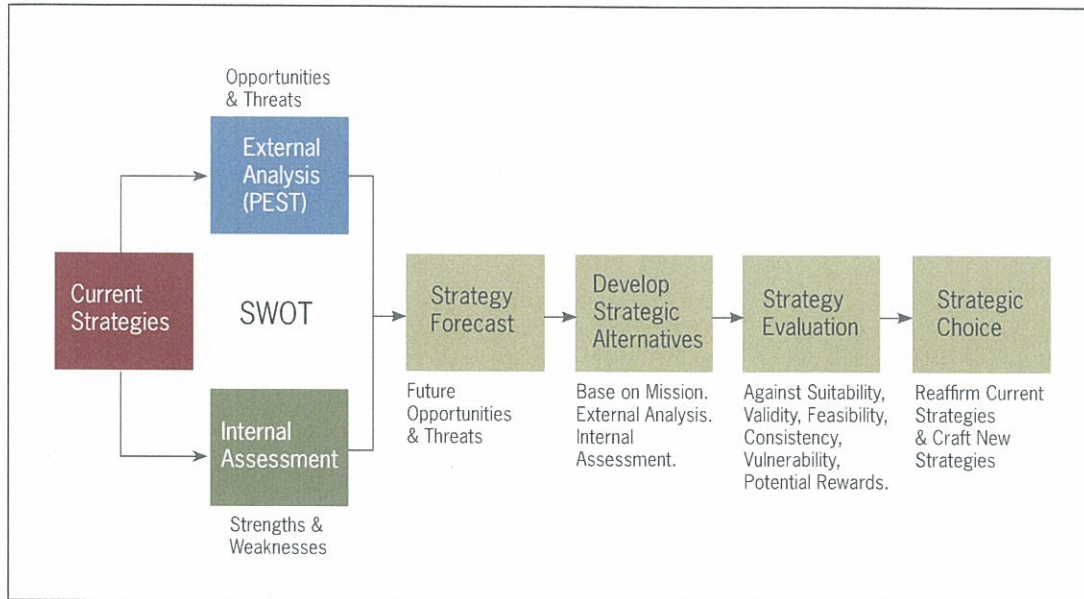 Opportunities
& Threats
External
Analysis
(PEST)
Current
Strategies
SWOT
Internal
Assessment
Strengths &
Weaknesses
Strategy
Forecast
Future
Opportunities
& Threats
Develop
Strategic
Alternatives
Base on Mission.
External Analysis.
Internal
Assessment.
Strategy
Evaluation
Against Suitability,
Validity, Feasibility,
Consistency,
Vulnerability,
Potential Rewards.
Strategic
Choice
Reaffirm Current
Strategies
& Craft New
Strategies